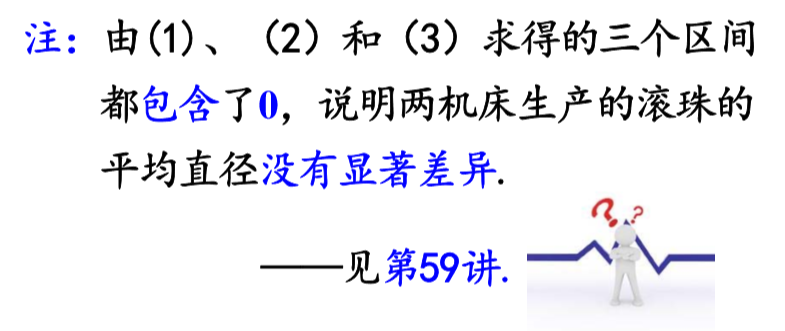 注：由(1)、（2）和（3）求得的三个区间
都包含了0，说明两机床生产的滚珠的
平均直径没有显著差异.
——见第59讲.
? ?